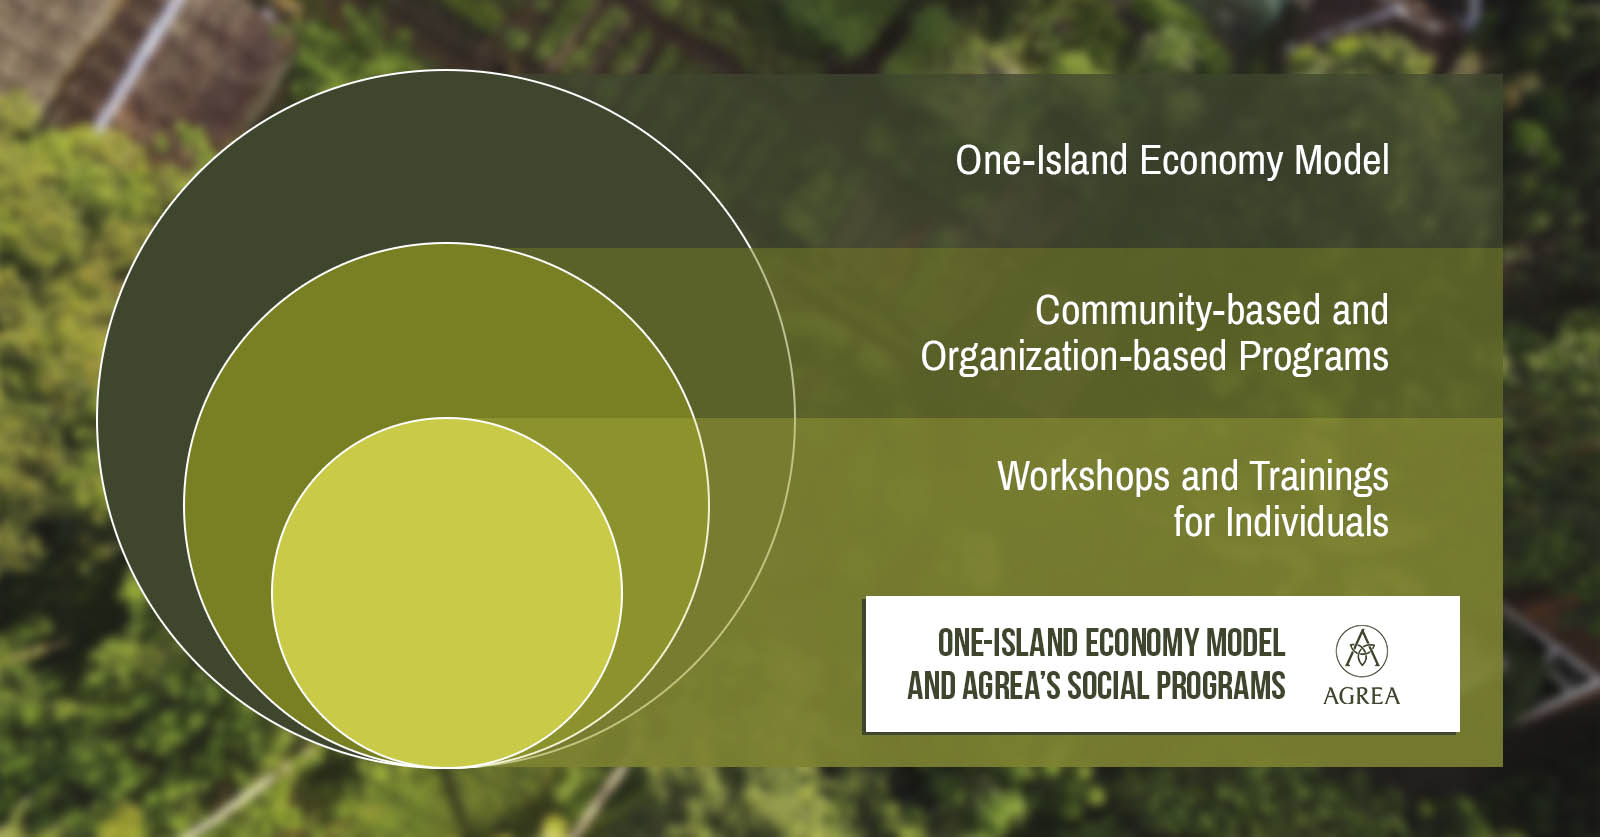 One-Island Economy Model
Community-based and
Organization-based Programs
Workshops and Trainings
for Individuals
ONE-ISLAND ECONOMY MODEL
AND AGREA'S SOCIAL PROGRAMS
AGREA